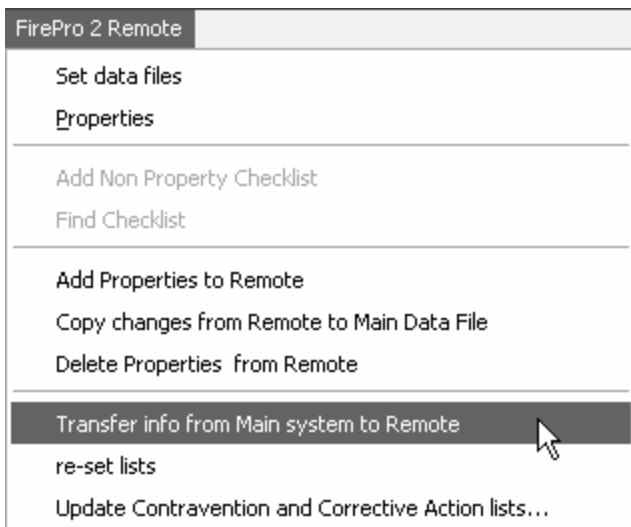 FirePro 2 Remote
Set data files
Properties
Add Non Property Checklist
Find Checklist
Add Properties to Remote
Copy changes from Remote to Main Data File
Delete Properties  from Remote
Transfer info from Main system to Remote
re-set lists
Update Contravention and Corrective Action lists...